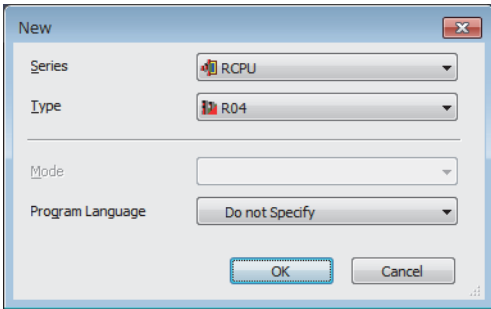 New
Series RCPU
Type R04
Mode
Program Language Do not Specify
OK Cancel